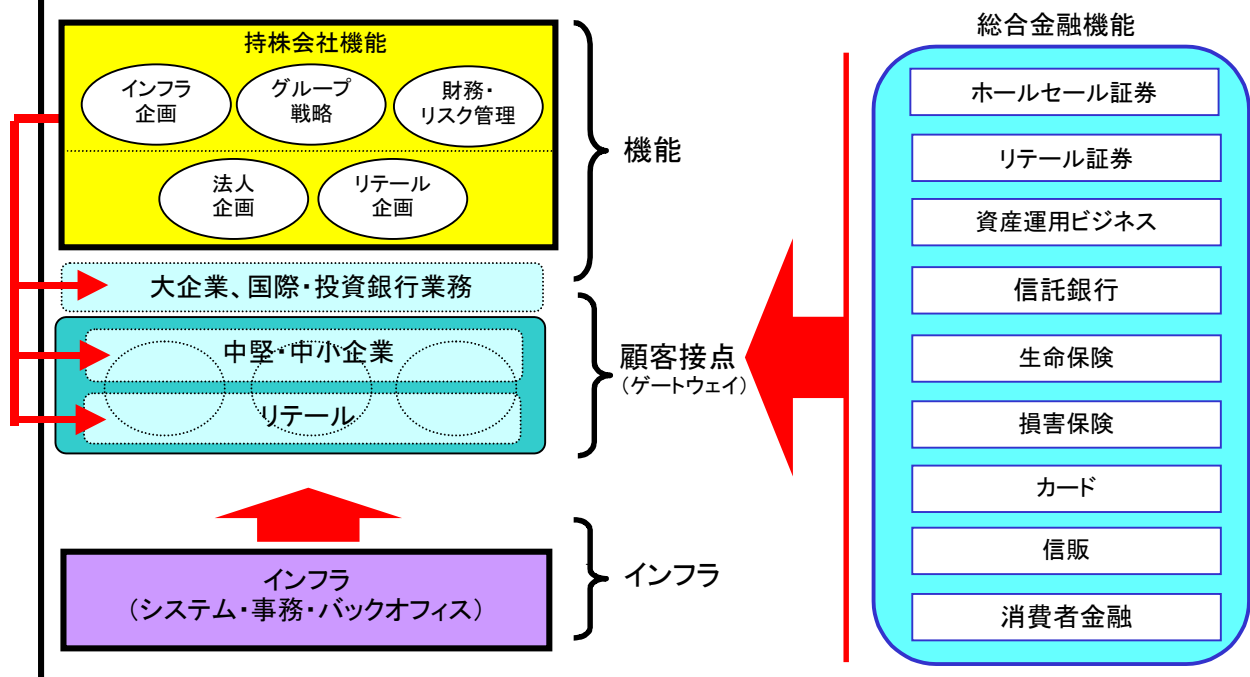 持株会社機能
インフラ
企画
グループ
戦略
財務・
リスク管理
法人
企画
リテール
企画
機能
大企業、国際・投資銀行業務
中堅・中小企業
リテール
顧客接点
（ゲートウェイ）
インフラ
（システム・事務・バックオフィス）
インフラ
総合金融機能
ホールセール証券
リテール証券
資産運用ビジネス
信託銀行
生命保険
損害保険
カード
信販
消費者金融